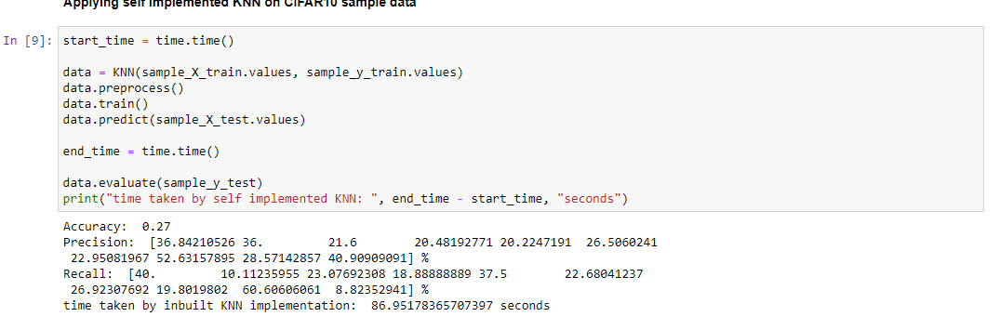 Applying self implemented KNN on CIFAR10 sample data
In [9]: start_time = time.time()
data = KNN(sample_X_train.values, sample_y_train.values)
data.preprocess()
data.train()
data.predict(sample_X_test.values)
end_time = time.time()
data.evaluate(sample_y_test)
print("time taken by self implemented KNN: ", end_time - start_time, "seconds")
Accuracy:  0.27
Precision:  [36.84210526 36.         21.6        20.48192771 20.2247191  26.5060241
 22.95081967 52.63157895 28.57142857 40.90909091] %
Recall:  [40.         10.11235955 23.07692308 18.88888889 37.5        22.68041237
 26.92307692 19.8019802  60.60606061  8.82352941] %
time taken by inbuilt KNN implementation:  86.95178365707397 seconds